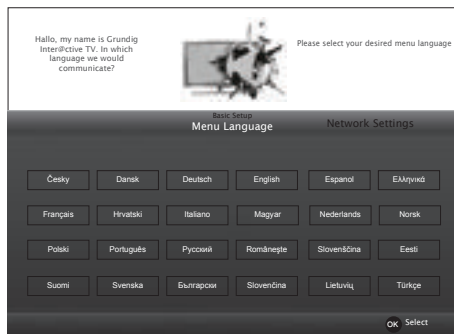 Hallo, my name
is Grundig
Inter@ctive TV. In which
language we would
communicate?
Please select your desired menu language
Basic Setup
Menu Language
Network Settings
Česky Dansk Deutsch English Espanol Ελληνικά
Français Hrvatski Italiano Magyar Nederlands Norsk
Polski Português Русский Româneşte Slovenščina Eesti
Suomi Svenska Български Slovenčina Lietuvių Türkçe
OK Select